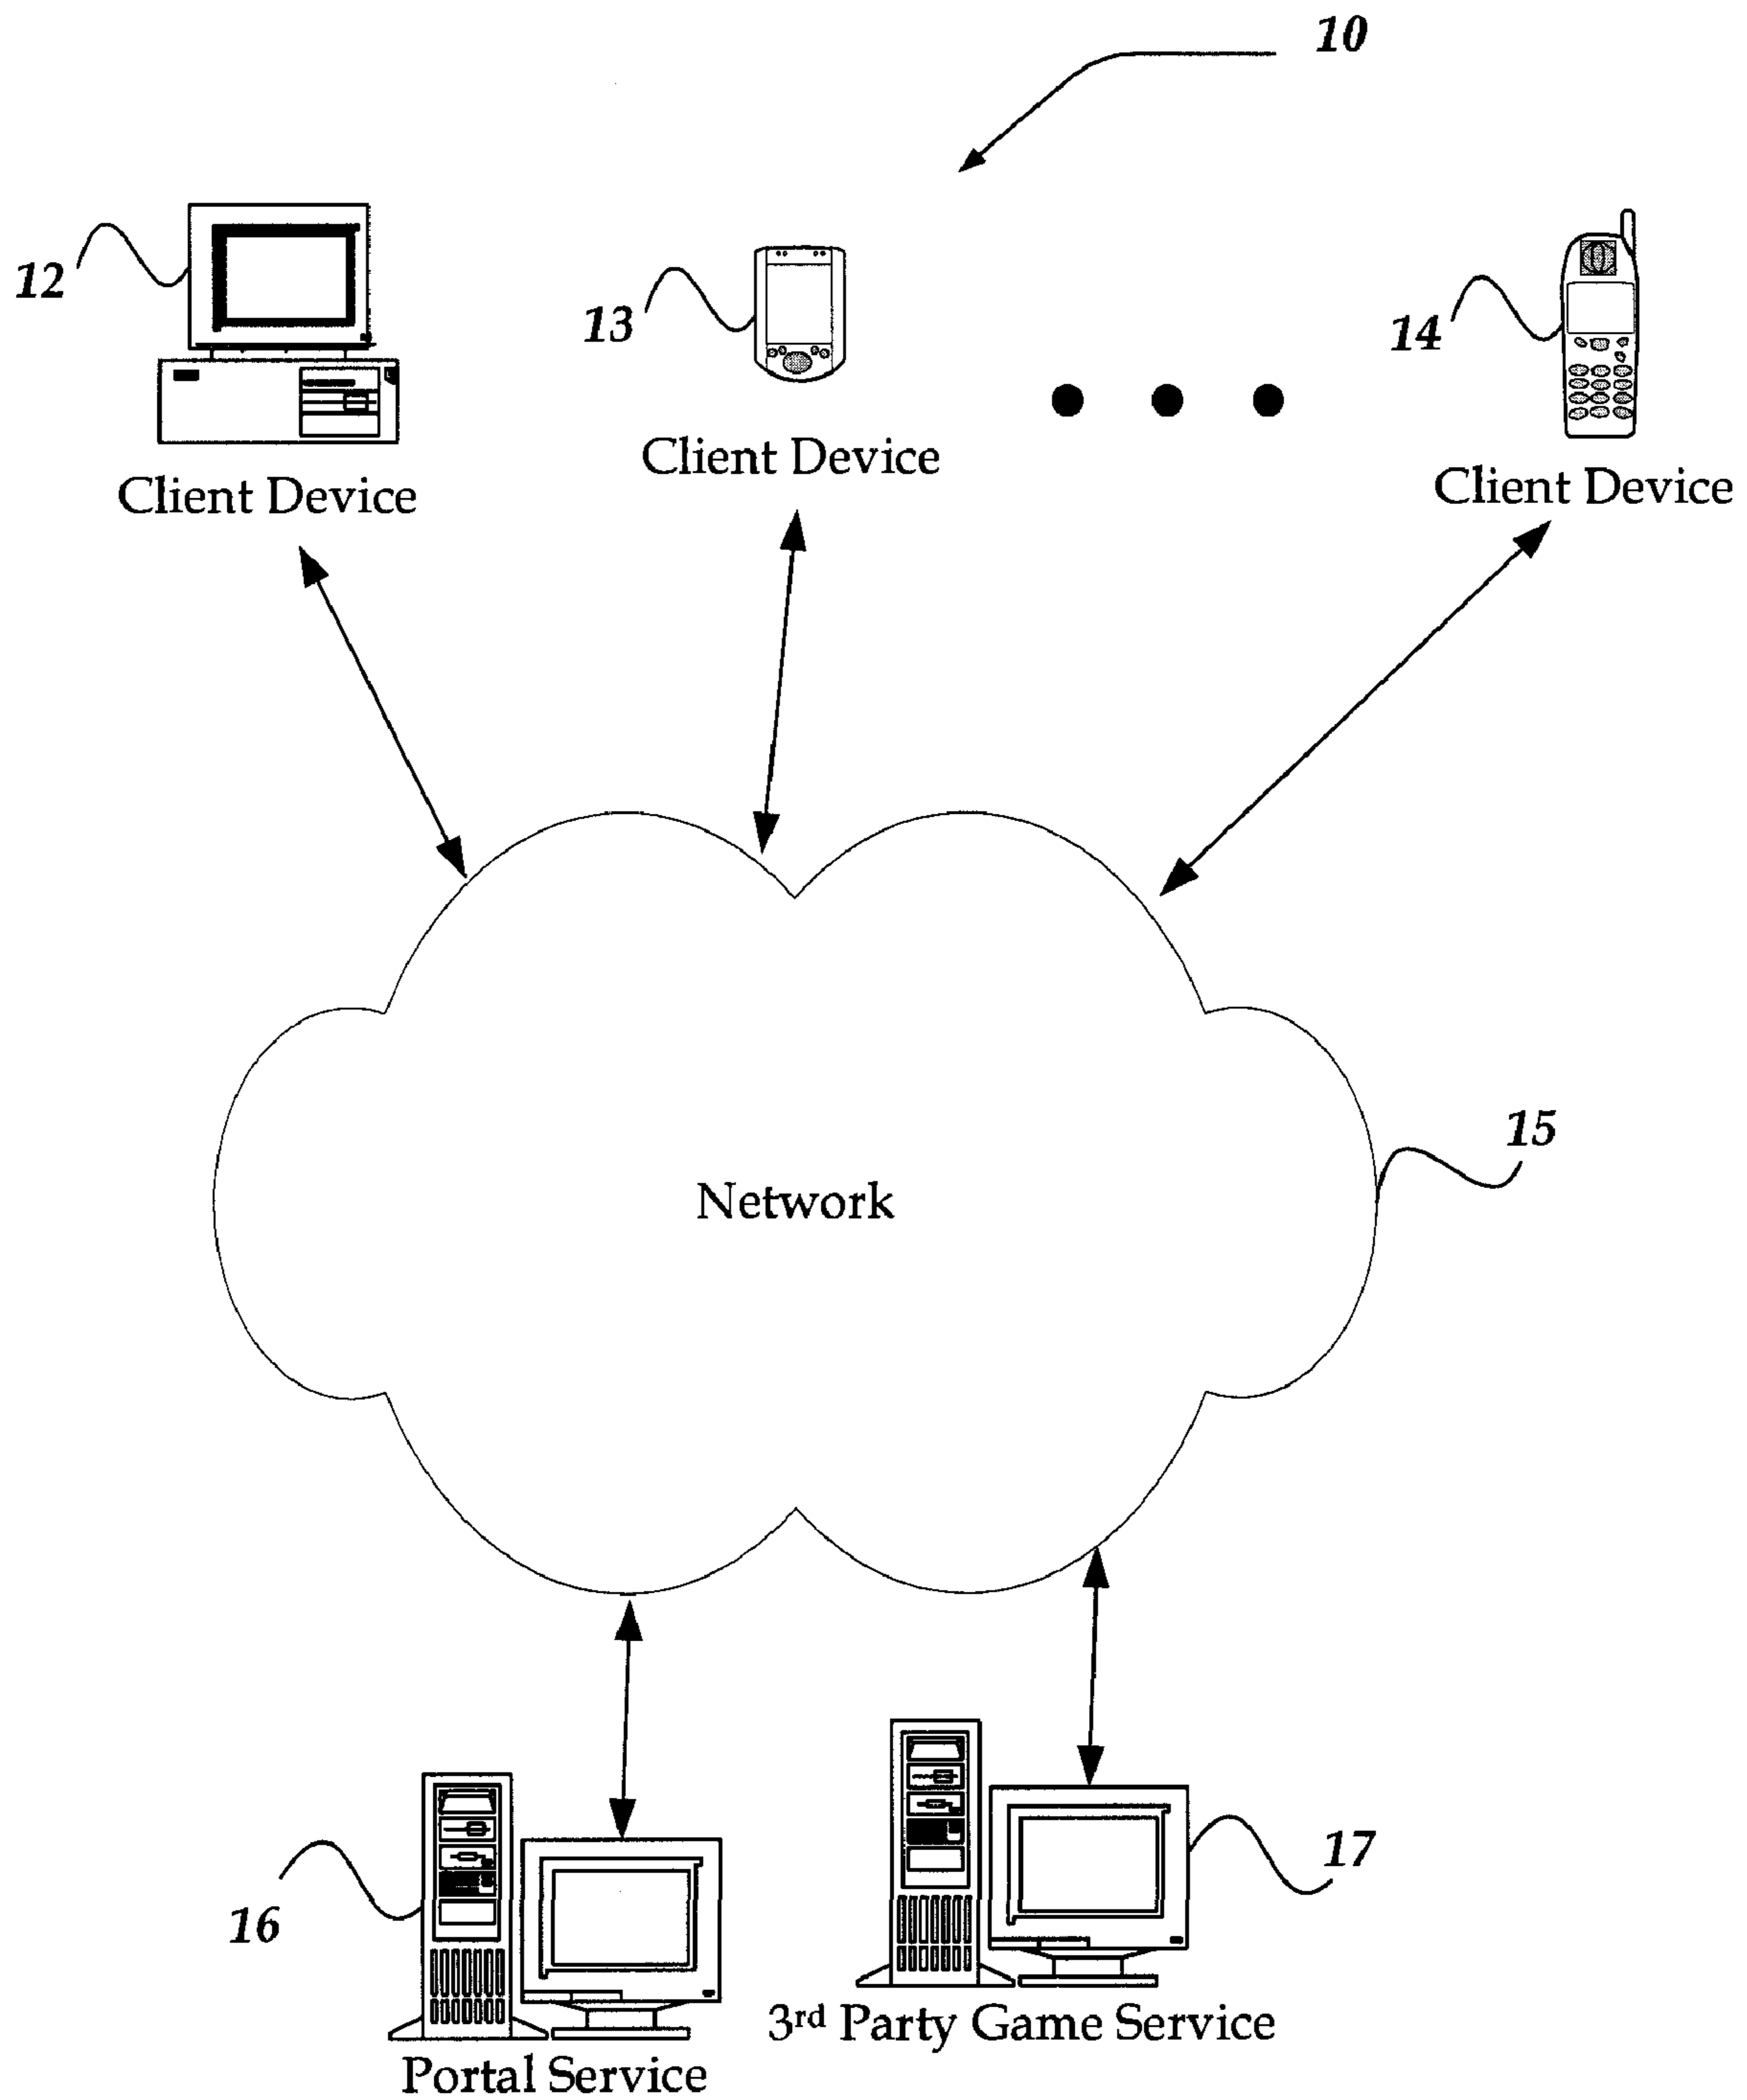 10
12
13
14
Client Device
Client Device
Client Device
15
Network
16
17
3rd Party Game Service
Portal Service